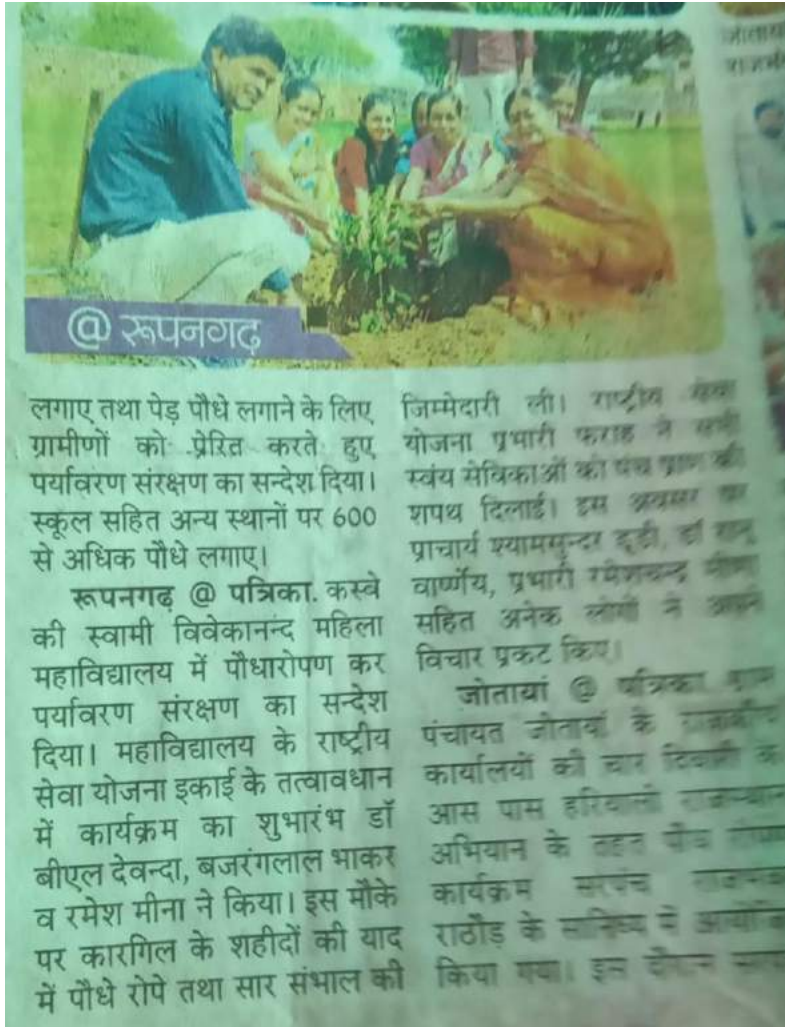 @ रूपनगढ़
लगाए तथा पेड़ पौधे लगाने के लिए
ग्रामीणों को प्रेरित करते हुए
पर्यावरण संरक्षण का सन्देश दिया।
स्कूल सहित अन्य स्थानों पर 600
से अधिक पौधे लगाए।
रूपनगढ़ @ पत्रिका. कस्बे
की स्वामी विवेकानन्द महिला
महाविद्यालय में पौधारोपण कर
पर्यावरण संरक्षण का सन्देश
दिया। महाविद्यालय के राष्ट्रीय
सेवा योजना इकाई के तत्वावधान
में कार्यक्रम का शुभारंभ डॉ
बीएल देवन्दा, बजरंगलाल भाकर
व रमेश मीना ने किया। इस मौके
पर कारगिल के शहीदों की याद
में पौधे रोपे तथा सार संभाल की
जिम्मेदारी ली। राष्ट्रीय सेवा
योजना प्रभारी फराह ने सभी
स्वंय सेविकाओं को पंच प्राण की
शपथ दिलाई। इस अवसर पर
प्राचार्य श्यामसुन्दर दूडी, डॉ
वार्ष्णेय, प्रभारी रमेशचन्द मीणा
सहित अनेक लोगों ने अपने
विचार प्रकट किए।
जोतायां @ पत्रिका ग्राम
पंचायत जोतायां के राजकीय
कार्यालयों की चार दिवारी के
आस पास हरियालो राजस्थान
अभियान के तहत पौध रोपण
कार्यक्रम सरपंच
राठौड़ के सानिध्य में
किया गया। इस दौरान